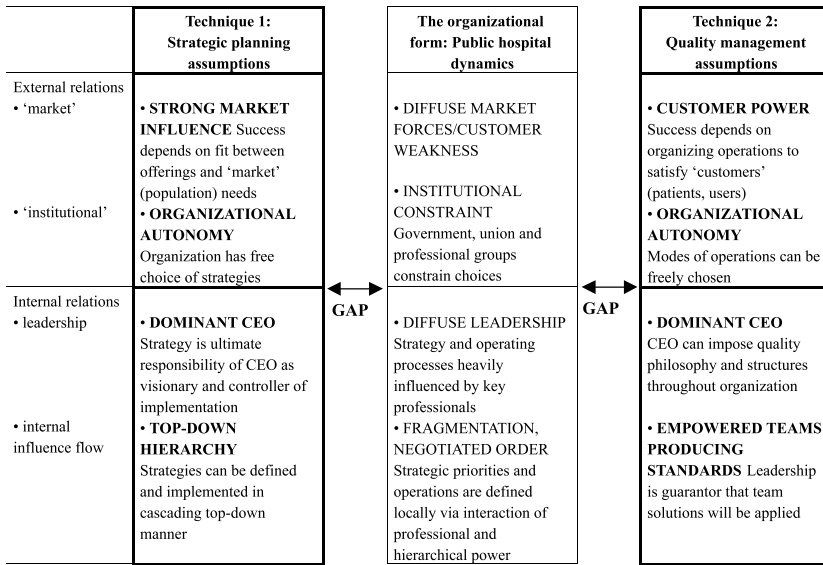 Technique 1:
Strategic planning
assumptions
The organizational
form: Public hospital
dynamics
Technique 2:
Quality management
assumptions
External relations
• ‘market’
• STRONG MARKET
INFLUENCE Success
depends on fit between
offerings and ‘market’
(population) needs
• DIFFUSE MARKET
FORCES/CUSTOMER
WEAKNESS
• CUSTOMER POWER
Success depends on
organizing operations to
satisfy ‘customers’
(patients, users)
• ‘institutional’
• ORGANIZATIONAL
AUTONOMY
Organization has free
choice of strategies
• INSTITUTIONAL
CONSTRAINT
Government, union and
professional groups
constrain choices
• ORGANIZATIONAL
AUTONOMY
Modes of operations can be
freely chosen
GAP
GAP
Internal relations
• leadership
• DOMINANT CEO
Strategy is ultimate
responsibility of CEO as
visionary and controller of
implementation
• DIFFUSE LEADERSHIP
Strategy and operating
processes heavily
influenced by key
professionals
• DOMINANT CEO
CEO can impose quality
philosophy and structures
throughout organization
• internal
influence flow
• TOP-DOWN
HIERARCHY
Strategies can be defined
and implemented in
cascading top-down
manner
• FRAGMENTATION,
NEGOTIATED ORDER
Strategic priorities and
operations are defined
locally via interaction of
professional and
hierarchical power
• EMPOWERED TEAMS
PRODUCING
STANDARDS Leadership
is guarantor that team
solutions will be applied